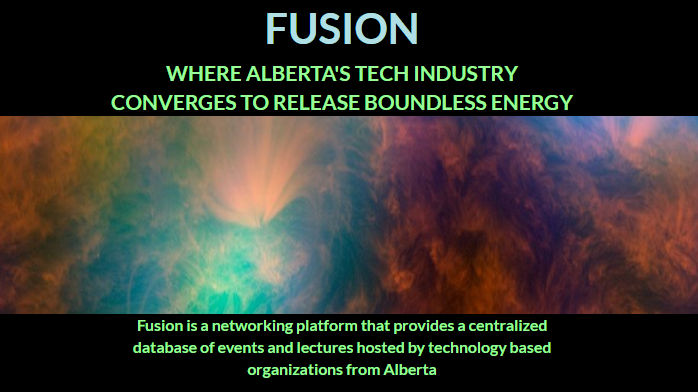 FUSION
WHERE ALBERTA'S TECH INDUSTRY
CONVERGES TO RELEASE BOUNDLESS ENERGY
Fusion is a networking platform that provides a centralized
database of events and lectures hosted by technology based
organizations from Alberta